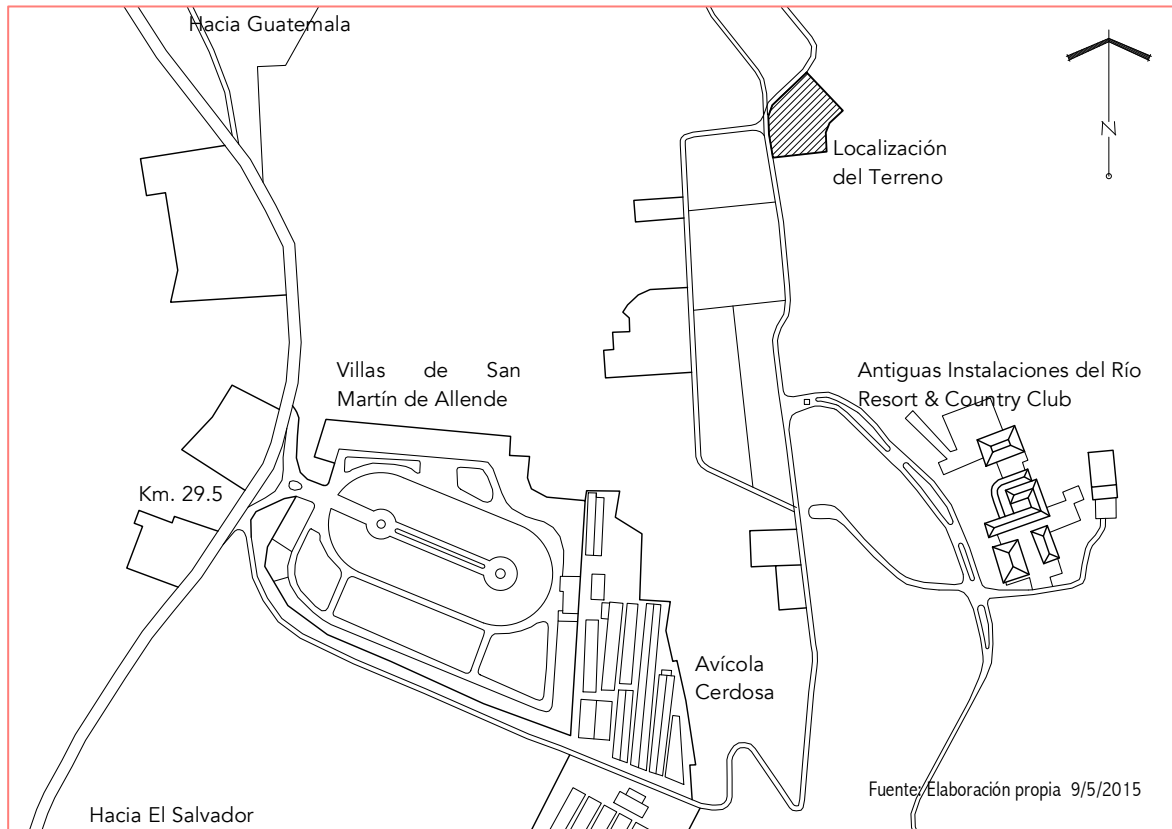 Hacia Guatemala
N
Localización
del Terreno
Villas de San
Martín de Allende
Antiguas Instalaciones del Río
Resort & Country Club
Km. 29.5
Avícola
Cerdosa
Fuente: Elaboración propia 9/5/2015
Hacia El Salvador